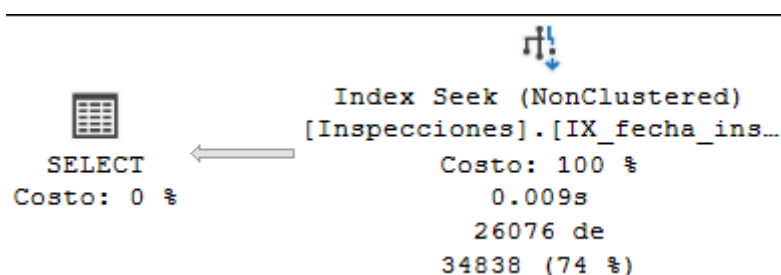 Index Seek (NonClustered)
[Inspecciones].[IX_fecha_ins…
Costo: 100 %
0.009s
26076 de
34838 (74 %)
SELECT
Costo: 0 %